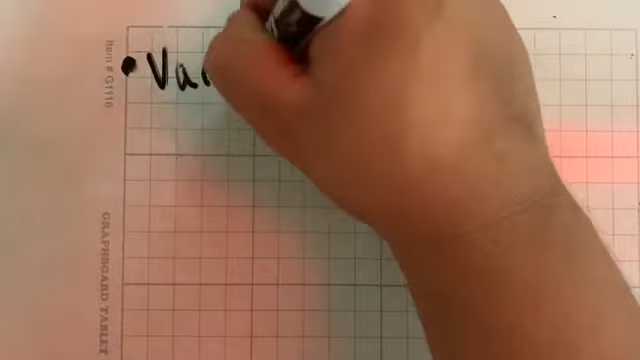 • Va
Item # G1116
GRAPHBOARD TABLET